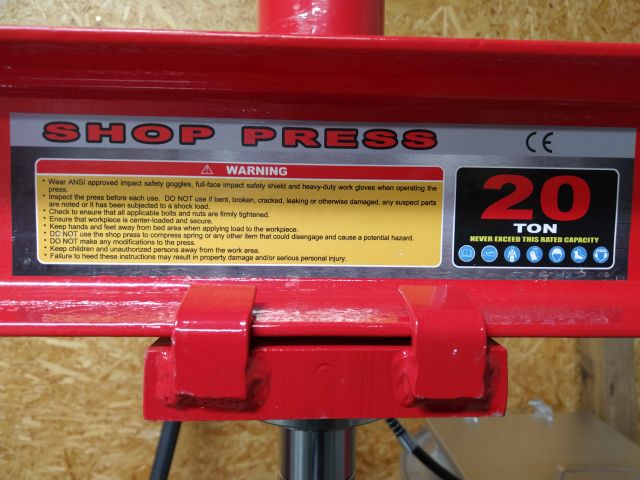 SHOP PRESS
CE
WARNING
• Wear ANSI approved impact safety goggles, full-face impact safety shield and heavy-duty work gloves when operating the
press.
• Inspect the press before each use. DO NOT use if bent, broken, cracked, leaking or otherwise damaged, any suspect parts
are noted or it has been subjected to a shock load.
• Check to ensure that all applicable bolts and nuts are firmly tightened.
• Ensure that workpiece is center-loaded and secure.
• Keep hands and feet away from bed area when applying load to the workpiece.
• DC NOT use the shop press to compress spring or any other item that could disengage and cause a potential hazard.
• DO NOT make any modifications to the press.
• Keep children and unauthorized persons away from the work area.
• Failure to heed these instructions may result in property damage and/or serious personal injury.
20
TON
NEVER EXCEED THIS RATED CAPACITY